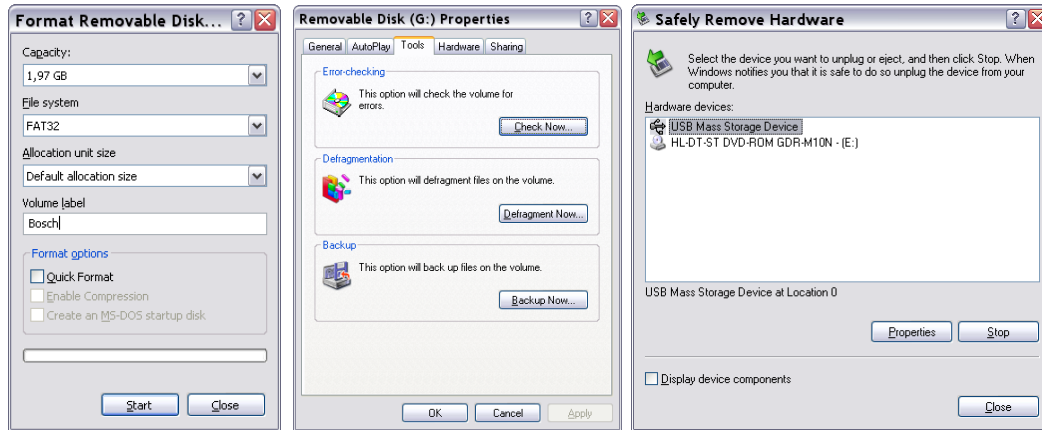 Format Removable Disk...
Capacity:
1,97 GB
File system
FAT32
Allocation unit size
Default allocation size
Volume label
Bosch
Format options
Quick Format
Enable Compression
Create an MS-DOS startup disk
Start
Close
Removable Disk (G:) Properties
General AutoPlay Tools Hardware Sharing
Error-checking
This option will check the volume for
errors.
Check Now...
Defragmentation
This option will defragment files on the volume.
Defragment Now...
Backup
This option will back up files on the volume.
Backup Now...
OK
Cancel
Apply
Safely Remove Hardware
Select the device you want to unplug or eject, and then click Stop. When
Windows notifies you that it is safe to do so unplug the device from your
computer.
Hardware devices:
USB Mass Storage Device
HL-DT-ST DVD-ROM GDR-M10N - (E:)
USB Mass Storage Device at Location 0
Properties
Stop
Display device components
Close